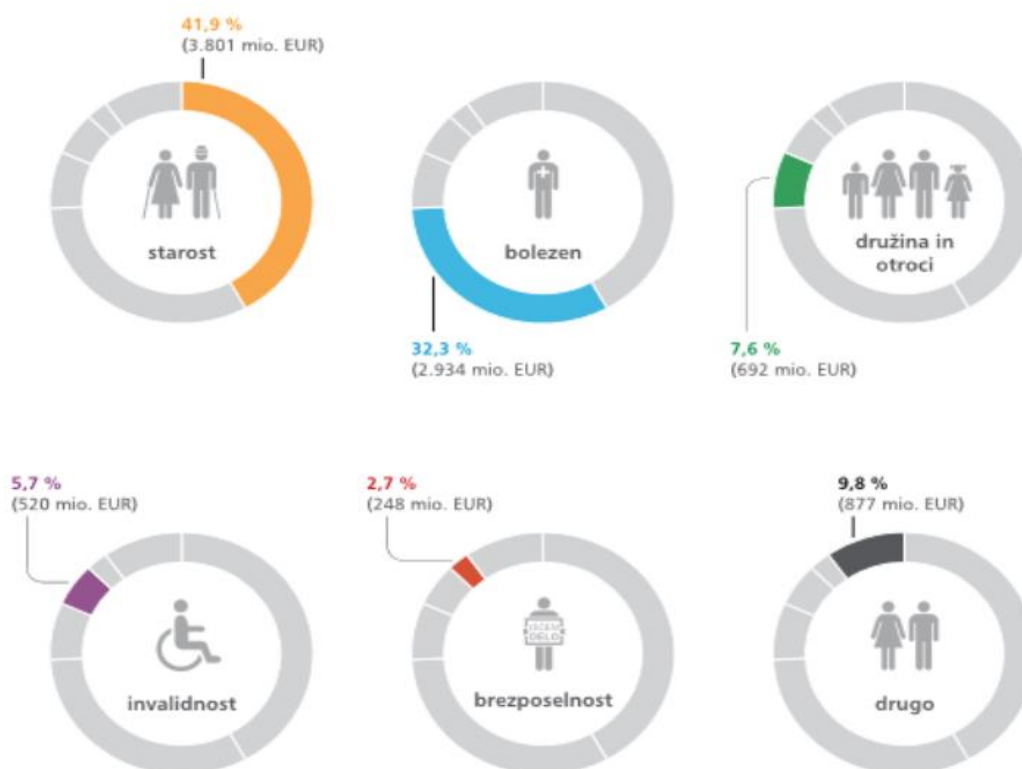 41,9 %
(3.801 mio. EUR)
starost
bolezen
družina in
otroci
32,3 %
(2.934 mio. EUR)
7,6 %
(692 mio. EUR)
5,7 %
(520 mio. EUR)
2,7 %
(248 mio. EUR)
9,8 %
(877 mio. EUR)
DELO
invalidnost
brezposelnost
drugo